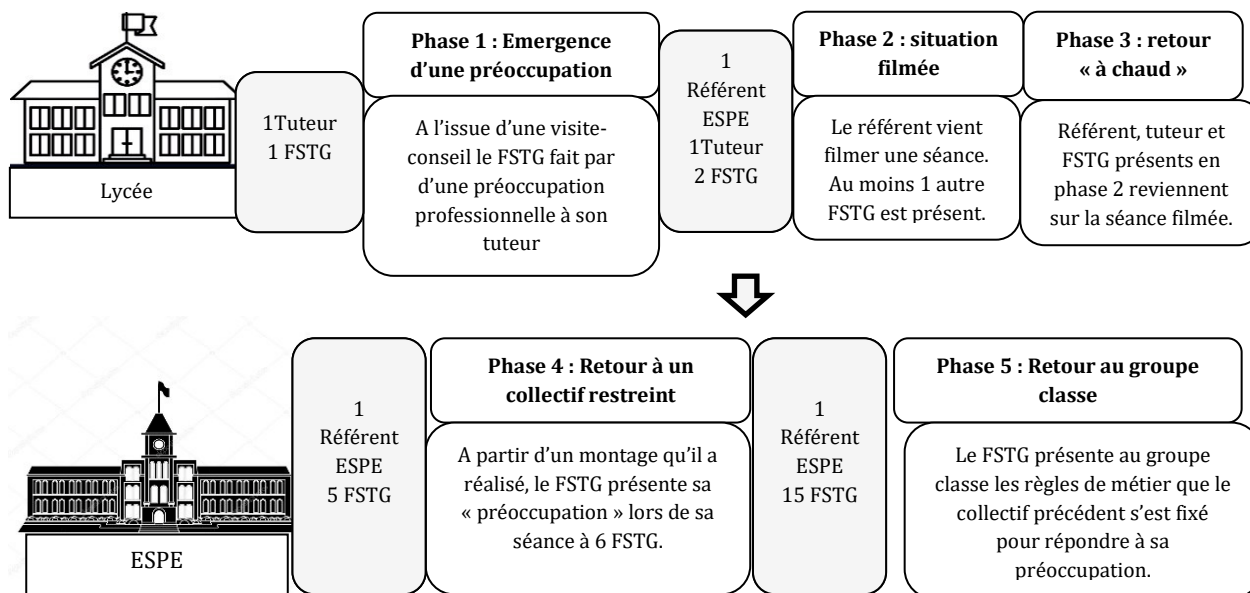 Lycée
1Tuteur
1 FSTG
Phase 1 : Emergence
d’une préoccupation
A l’issue d’une visite-
conseil le FSTG fait par
d’une préoccupation
professionnelle à son
tuteur
1
Référent
ESPE
1Tuteur
2 FSTG
Phase 2 : situation
filmée
Le référent vient
filmer une séance.
Au moins 1 autre
FSTG est présent.
Phase 3 : retour
« à chaud »
Référent, tuteur et
FSTG présents en
phase 2 reviennent
sur la séance filmée.
ESPE
1
Référent
ESPE
5 FSTG
Phase 4 : Retour à un
collectif restreint
A partir d’un montage qu’il a
réalisé, le FSTG présente sa
« préoccupation » lors de sa
séance à 6 FSTG.
1
Référent
ESPE
15 FSTG
Phase 5 : Retour au groupe
classe
Le FSTG présente au groupe
classe les règles de métier que le
collectif précédent s’est fixé
pour répondre à sa
préoccupation.